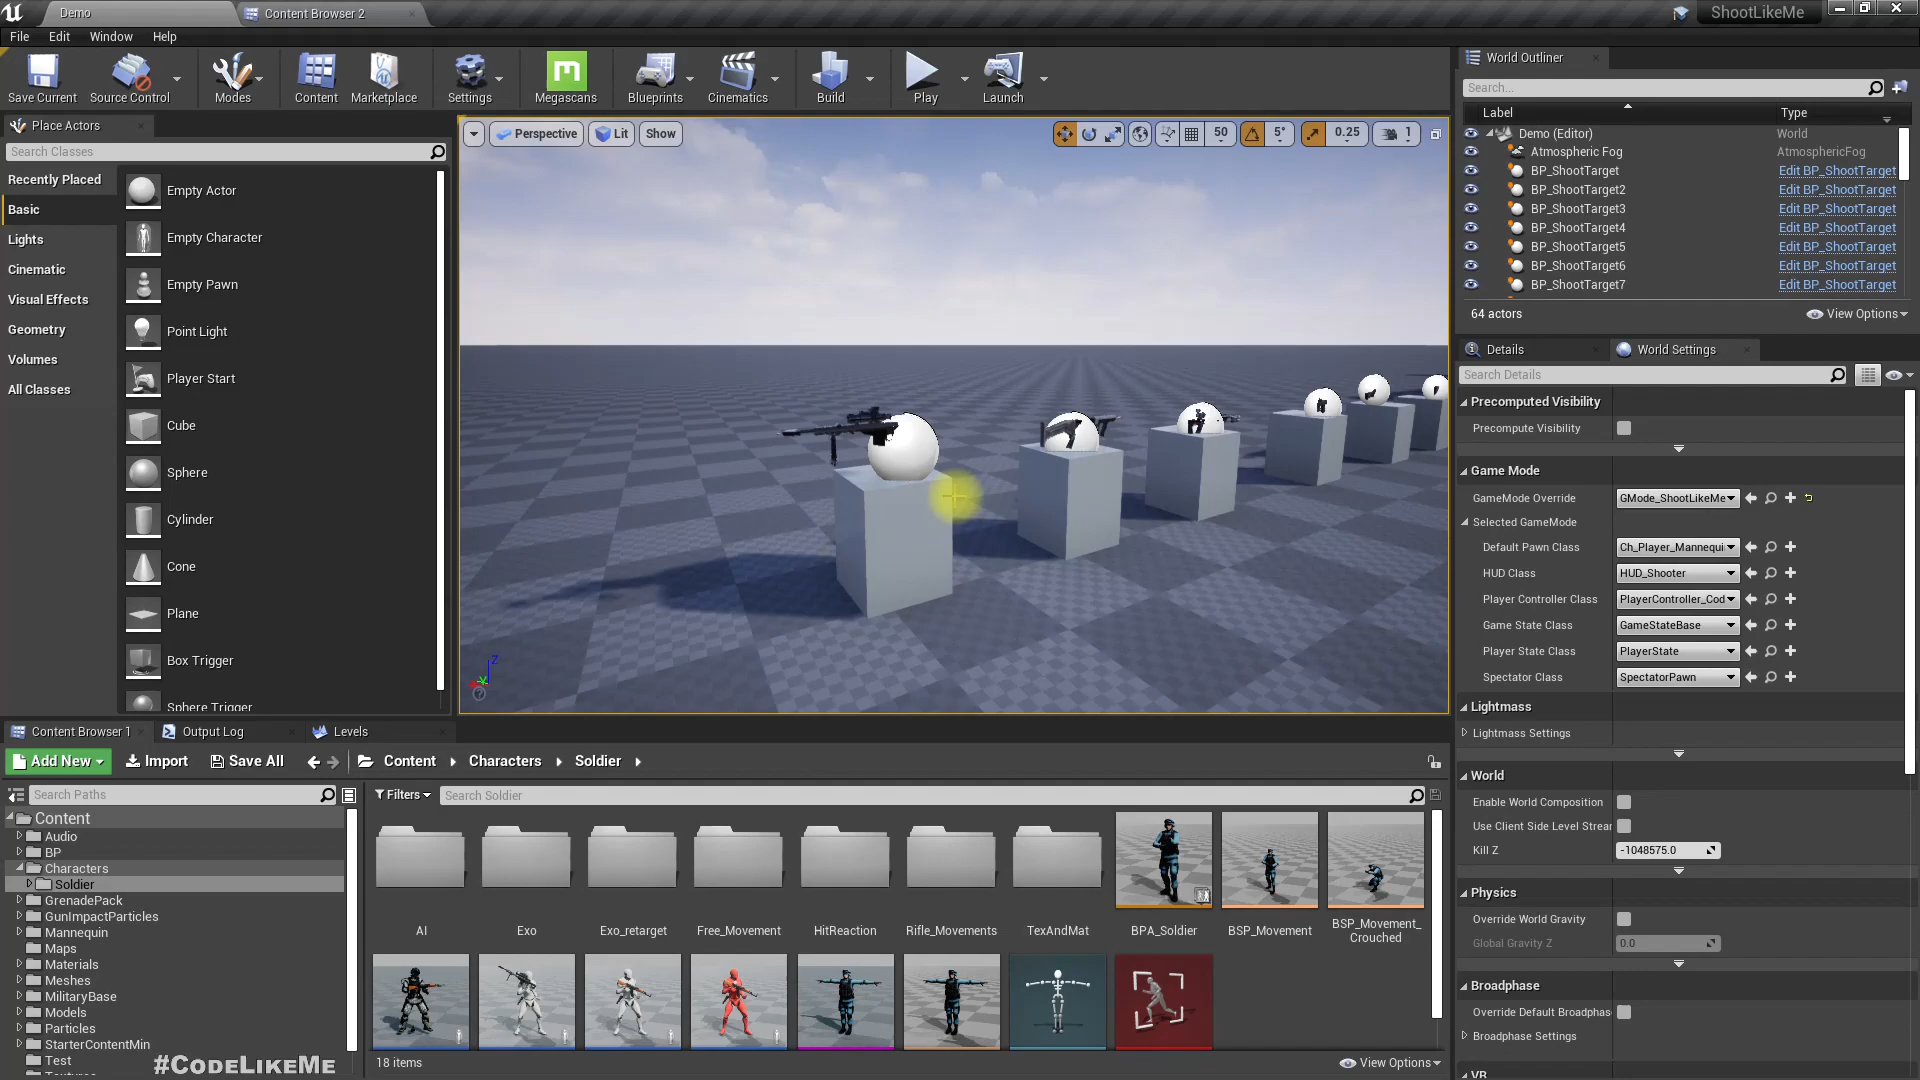 Demo
Content Browser 2
ShootLikeMe
File
Edit
Window
Help
Save Current
Source Control
Modes
Content
Marketplace
Settings
Megascans
Blueprints
Cinematics
Build
Play
Launch
Place Actors
Search Classes
Recently Placed
Basic
Lights
Cinematic
Visual Effects
Geometry
Volumes
All Classes
Empty Actor
Empty Character
Empty Pawn
Point Light
Player Start
Cube
Sphere
Cylinder
Cone
Plane
Box Trigger
Sphere Trigger
Perspective
Lit
Show
50
5°
0.25
1
Z
World Outliner
Search...
Label
Type
Demo (Editor)
World
Atmospheric Fog
AtmosphericFog
BP_ShootTarget
Edit BP_ShootTarget
BP_ShootTarget2
Edit BP_ShootTarget
BP_ShootTarget3
Edit BP_ShootTarget
BP_ShootTarget4
Edit BP_ShootTarget
BP_ShootTarget5
Edit BP_ShootTarget
BP_ShootTarget6
Edit BP_ShootTarget
BP_ShootTarget7
Edit BP_ShootTarget
64 actors
View Options
Details
World Settings
Search Details
Precomputed Visibility
Precompute Visibility
Game Mode
GameMode Override
GMode_ShootLikeMe
Selected GameMode
Default Pawn Class
Ch_Player_Mannequi
HUD Class
HUD_Shooter
Player Controller Class
PlayerController_Cod
Game State Class
GameStateBase
Player State Class
PlayerState
Spectator Class
SpectatorPawn
Lightmass
Lightmass Settings
World
Enable World Composition
Use Client Side Level Strear
Kill Z
-1048575.0
Physics
Override World Gravity
Global Gravity Z
0.0
Broadphase
Override Default Broadphas
Broadphase Settings
VR
Content Browser 1
Output Log
Levels
Add New
Import
Save All
Content
Characters
Soldier
Search Paths
Filters
Search Soldier
Content
Audio
BP
Characters
Soldier
GrenadePack
GunImpactParticles
Mannequin
Maps
Materials
Meshes
MilitaryBase
Models
Particles
StarterContentMin
Test
Textures
AI
Exo
Exo_retarget
Free_Movement
HitReaction
Rifle_Movements
TexAndMat
BPA_Soldier
BSP_Movement
BSP_Movement_
Crouched
18 items
View Options
#CodeLikeMe